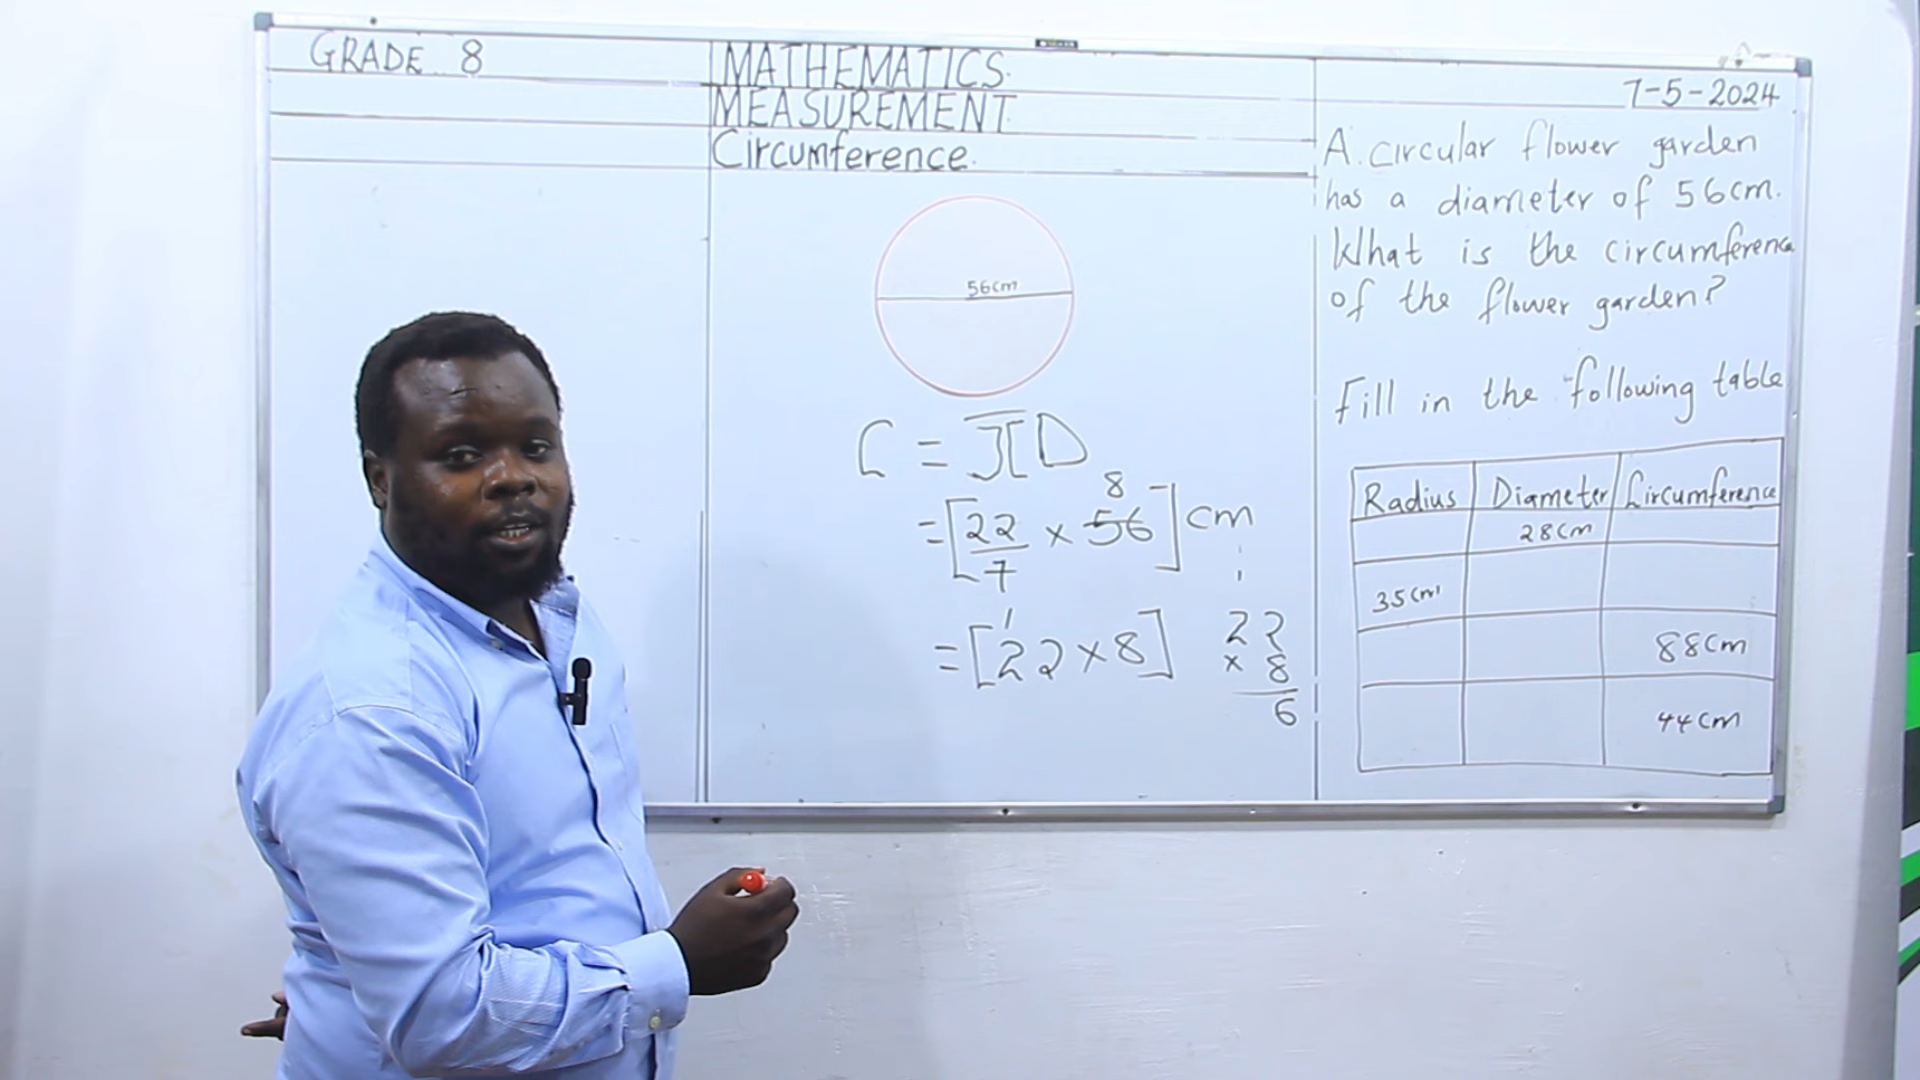 GRADE 8
MATHEMATICS.
MEASUREMENT
Circumference.
56cm
C = πD
= [22/7 × 56] cm
8
= [22 × 8]
1
22
× 8
6
7-5-2024
A circular flower garden
has a diameter of 56cm.
What is the circumference
of the flower garden?
Fill in the following table
Radius Diameter Circumference
28cm
35cm
88cm
44cm